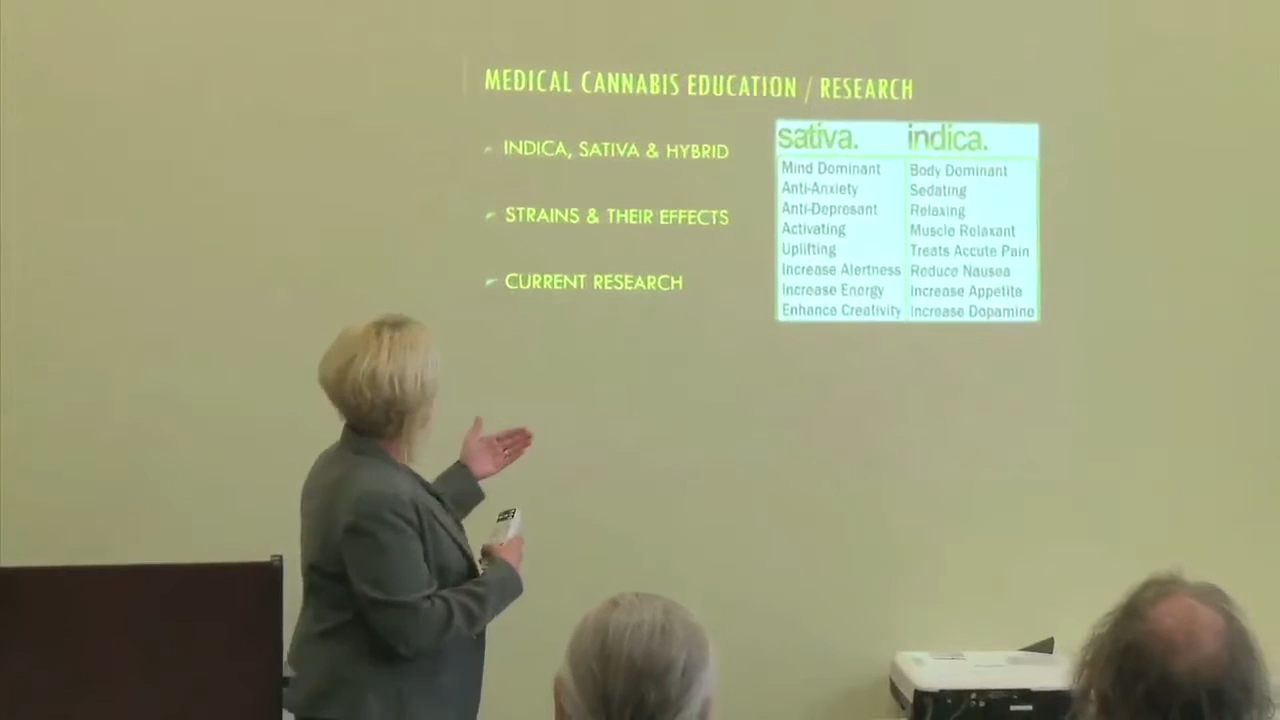 MEDICAL CANNABIS EDUCATION / RESEARCH
INDICA, SATIVA & HYBRID
STRAINS & THEIR EFFECTS
CURRENT RESEARCH
sativa. indica.
Mind Dominant Body Dominant
Anti-Anxiety Sedating
Anti-Depresant Relaxing
Activating Muscle Relaxant
Uplifting Treats Accute Pain
Increase Alertness Reduce Nausea
Increase Energy Increase Appetite
Enhance Creativity Increase Dopamine